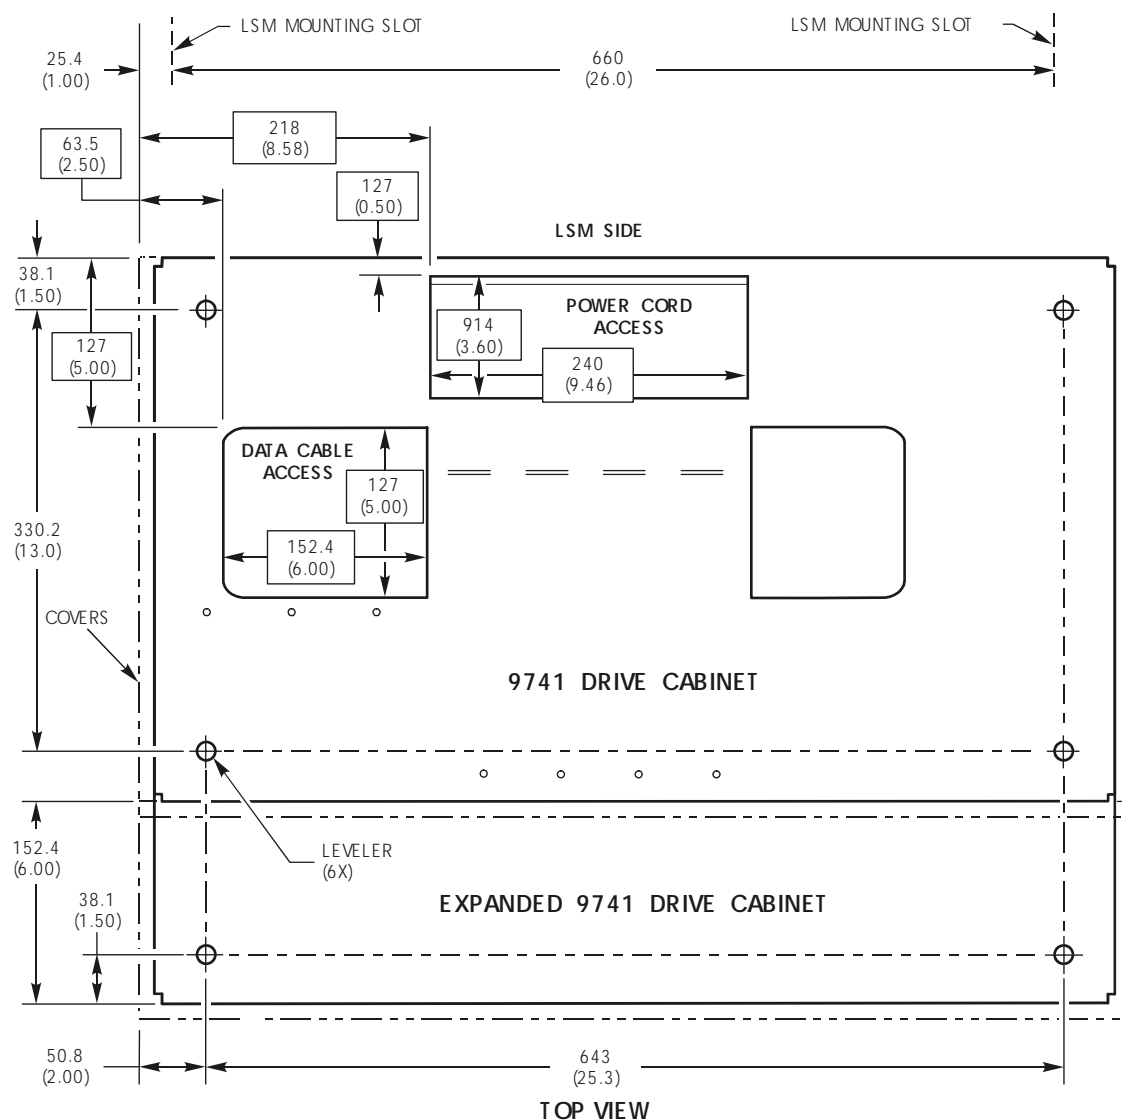 LSM MOUNTING SLOT
LSM MOUNTING SLOT
25.4
(1.00)
660
(26.0)
218
(8.58)
63.5
(2.50)
127
(0.50)
LSM SIDE
38.1
(1.50)
POWER CORD
ACCESS
914
(3.60)
127
(5.00)
240
(9.46)
DATA CABLE
ACCESS
127
(5.00)
330.2
(13.0)
152.4
(6.00)
COVERS
9741 DRIVE CABINET
152.4
(6.00)
LEVELER
(6X)
38.1
(1.50)
EXPANDED 9741 DRIVE CABINET
50.8
(2.00)
643
(25.3)
TOP VIEW